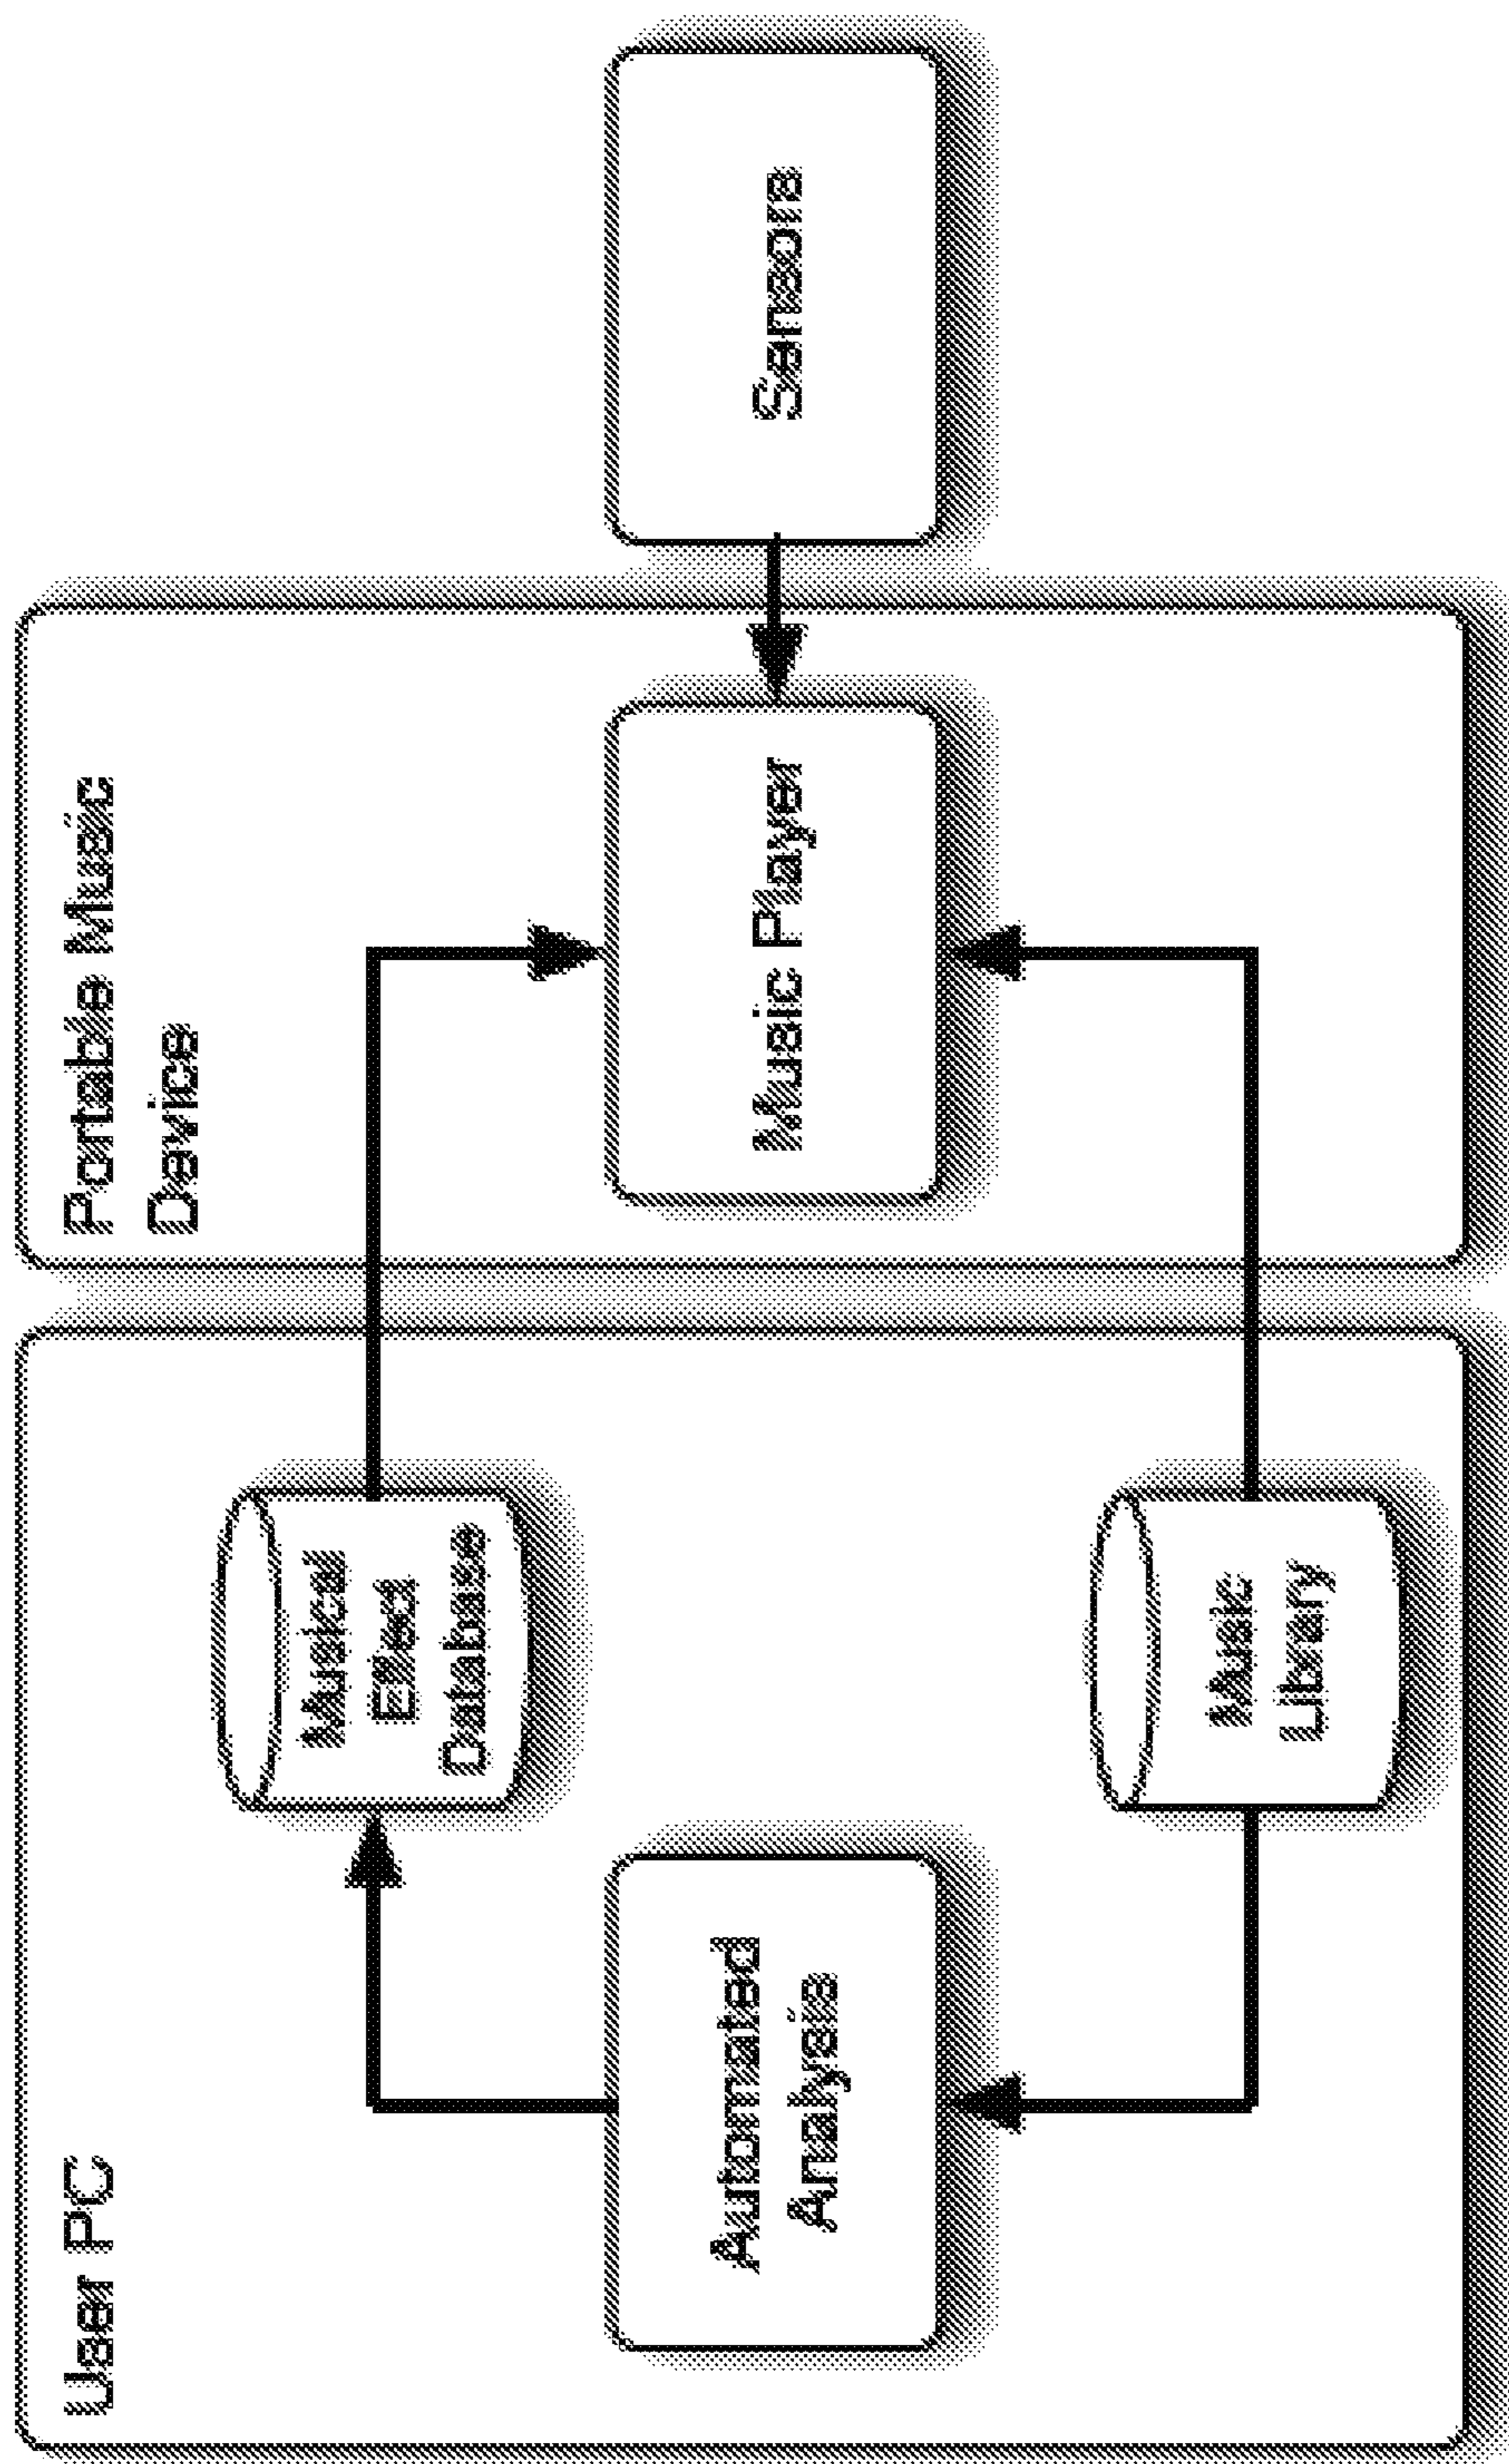 User PC
Automated
Analysis
Musical
Effect
Database
Music
Library
Portable Music
Device
Music Player
Sensors